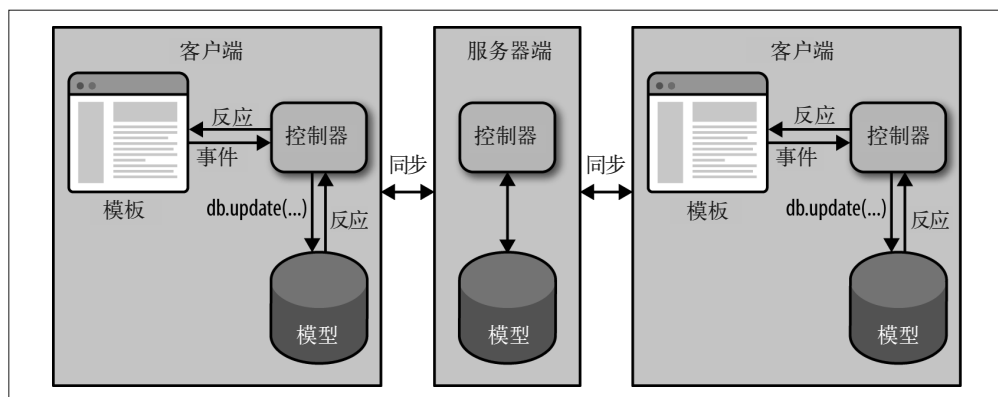 客户端
反应
事件
控制器
模板
db.update(...)
反应
模型
同步
服务器端
控制器
模型
同步
客户端
反应
事件
控制器
模板
db.update(...)
反应
模型